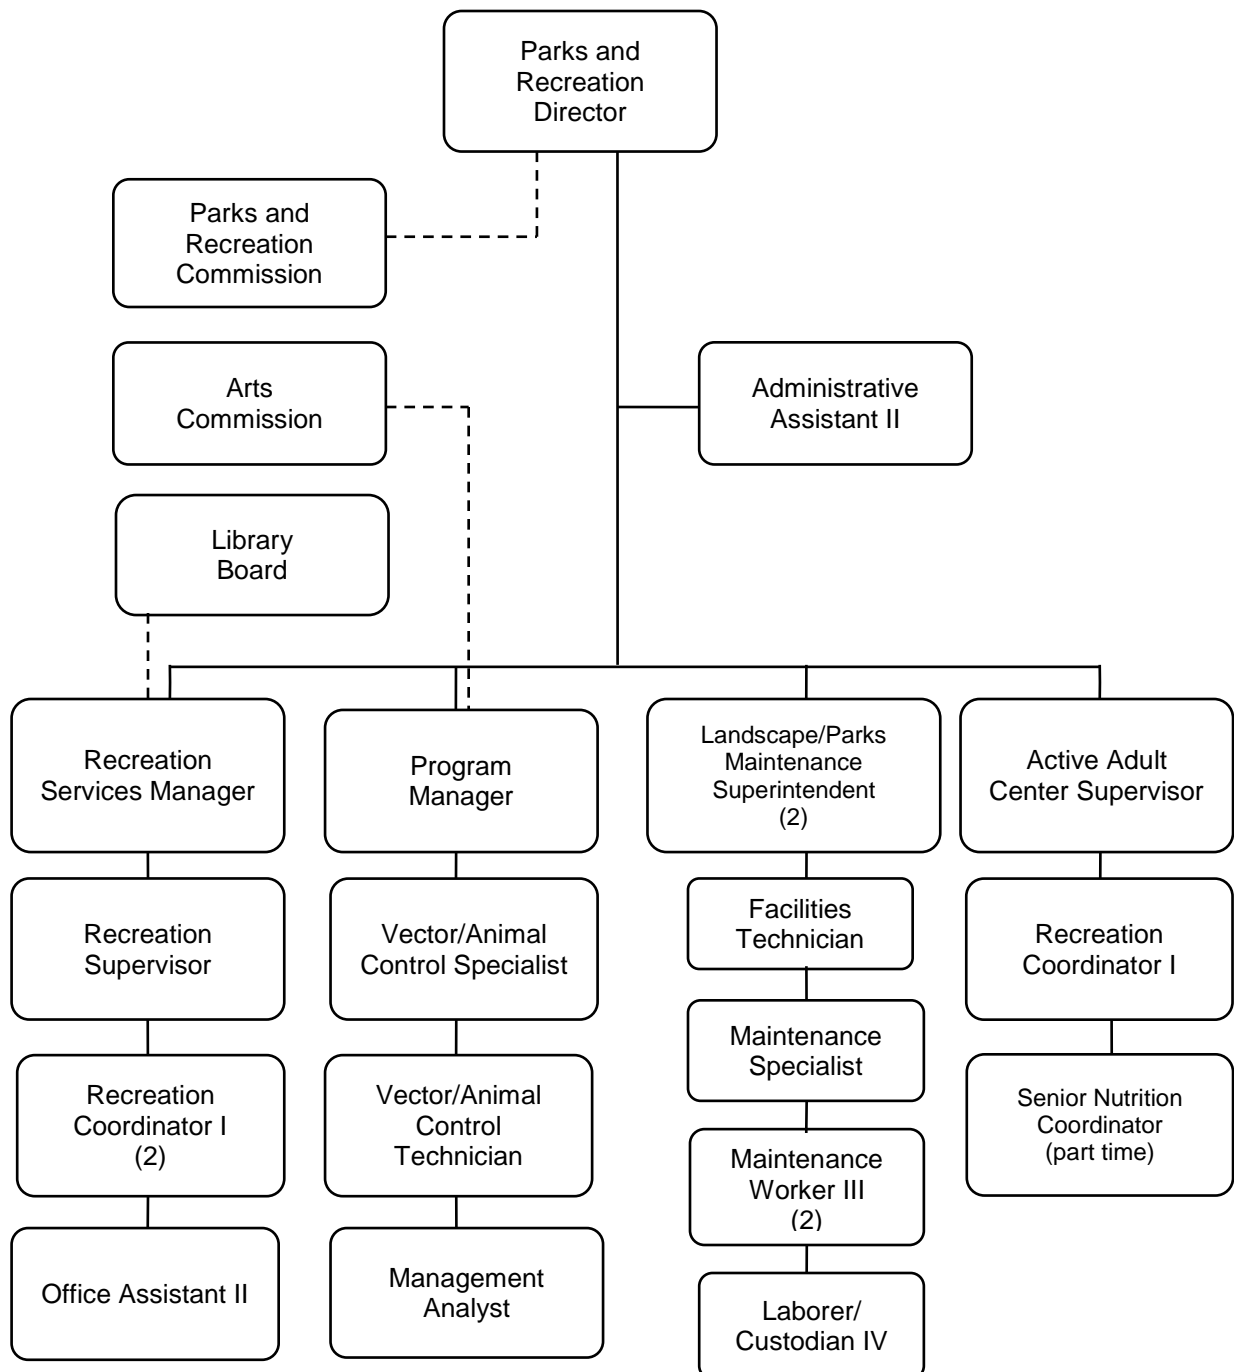 Parks and
Recreation
Director
Parks and
Recreation
Commission
Arts
Commission
Administrative
Assistant II
Library
Board
Recreation
Services Manager
Program
Manager
Landscape/Parks
Maintenance
Superintendent
(2)
Active Adult
Center Supervisor
Recreation
Supervisor
Vector/Animal
Control Specialist
Facilities
Technician
Recreation
Coordinator I
Maintenance
Specialist
Recreation
Coordinator I
(2)
Vector/Animal
Control
Technician
Senior Nutrition
Coordinator
(part time)
Maintenance
Worker III
(2)
Office Assistant II
Management
Analyst
Laborer/
Custodian IV